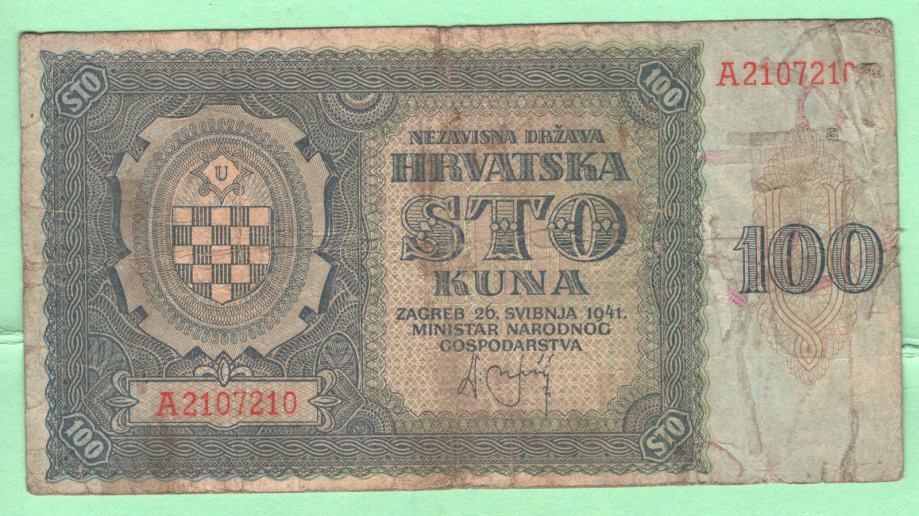 STO
100
A2107210
NEZAVISNA DRŽAVA
HRVATSKA
U
STO
100
KUNA
ZAGREB 26. SVIBNJA 1941.
MINISTAR NARODNOG
GOSPODARSTVA
A2107210
100
STO